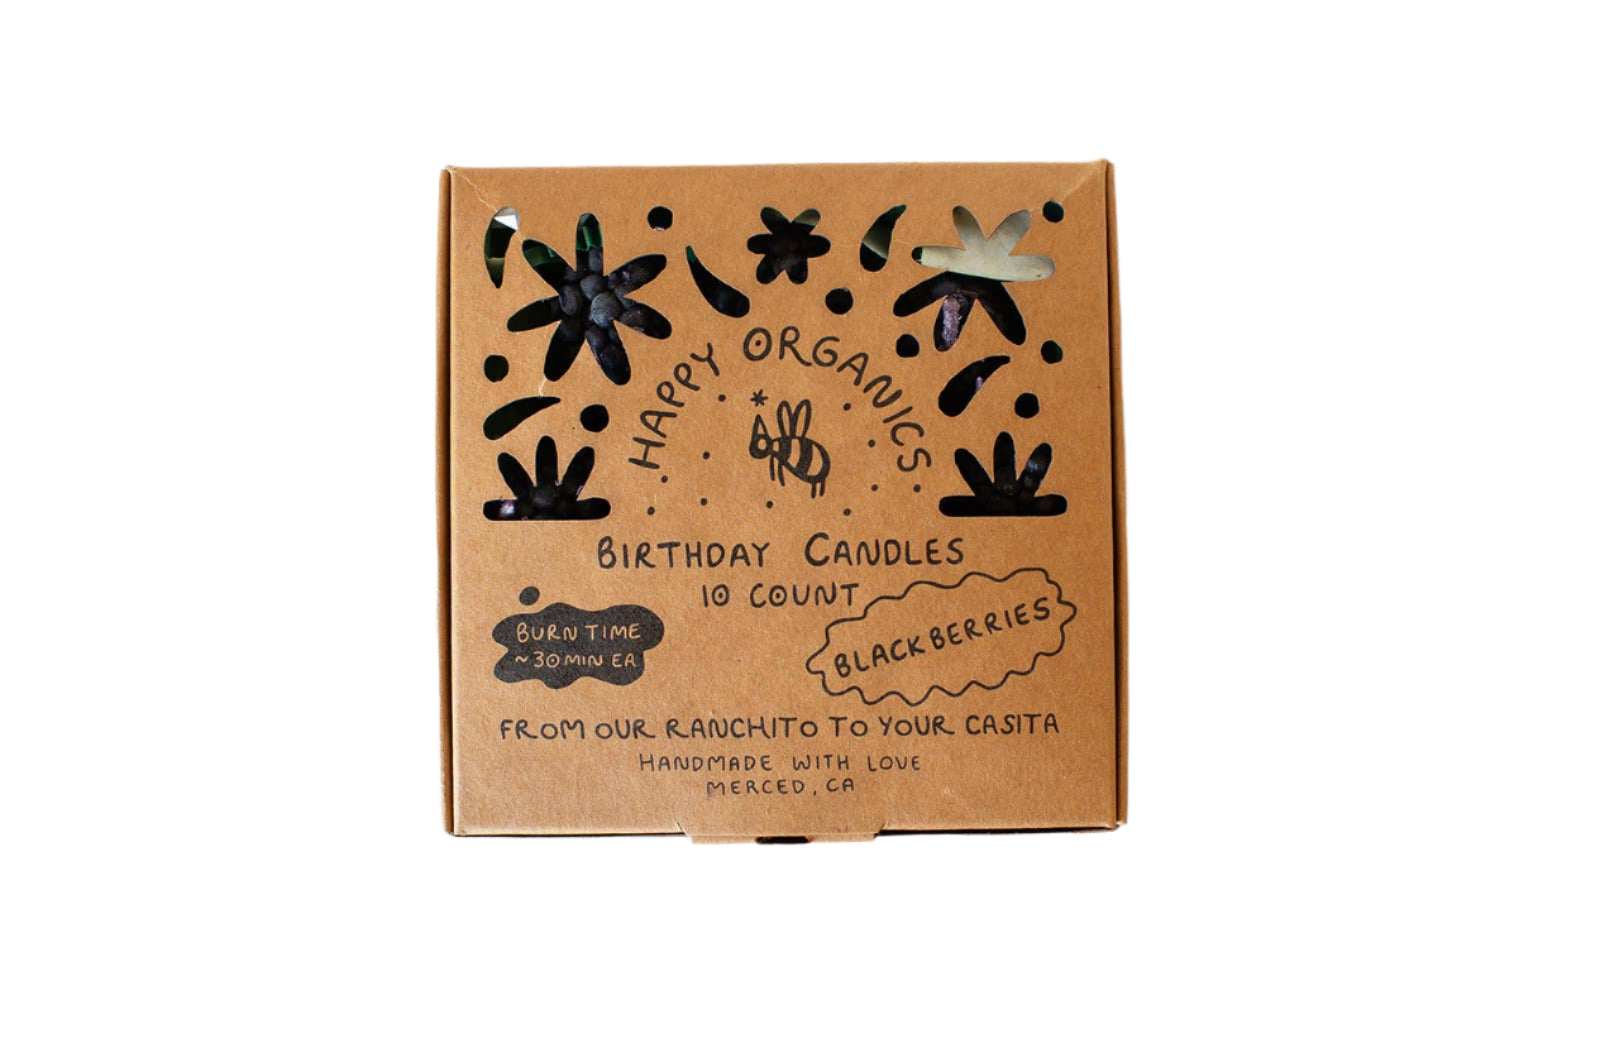 HAPPY ORGANICS
BIRTHDAY CANDLES
10 COUNT
BURN TIME
~30 MIN EA
BLACKBERRIES
FROM OUR RANCHITO TO YOUR CASITA
HANDMADE WITH LOVE
MERCED, CA